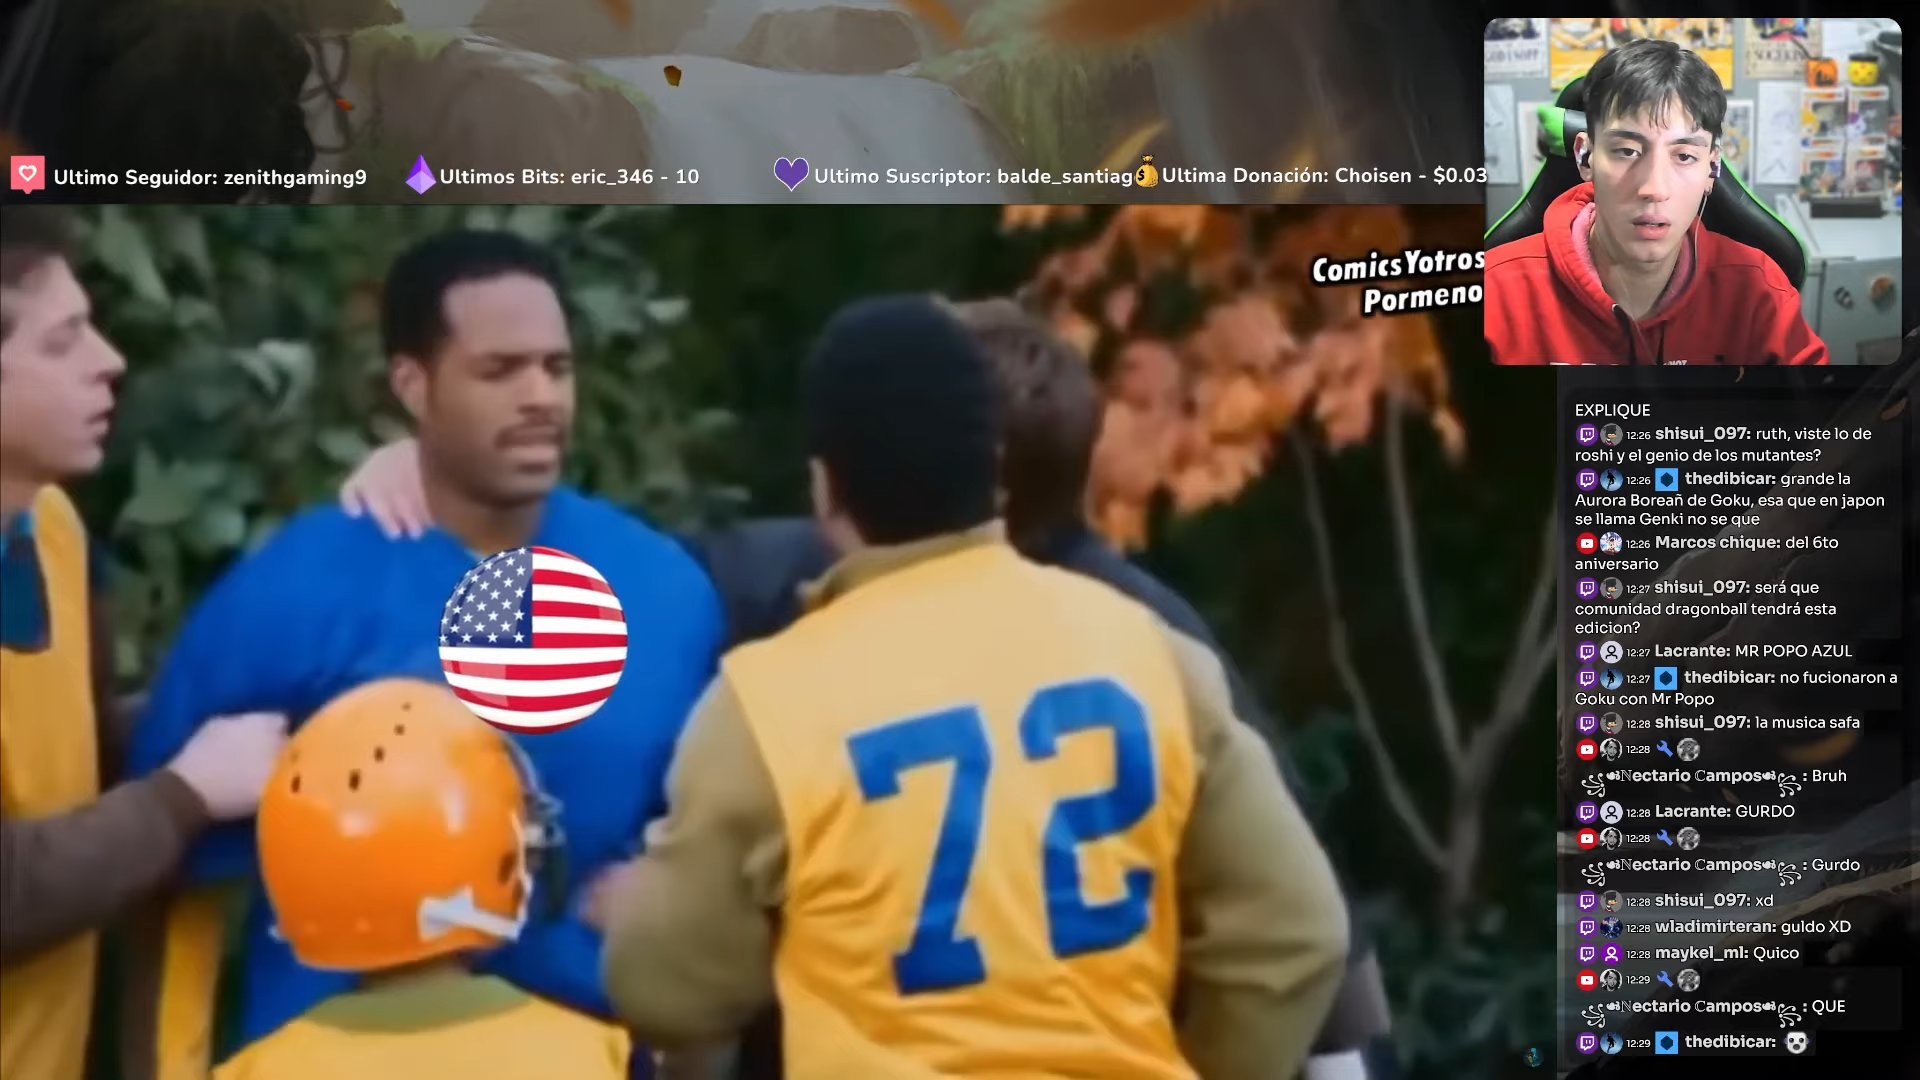 Ultimo Seguidor: zenithgaming9
Ultimos Bits: eric_346 - 10
Ultimo Suscriptor: balde_santiag
Ultima Donación: Choisen - $0.03
ComicsYotros
Pormeno
72
EXPLIQUE
12:26 shisui_097: ruth, viste lo de
roshi y el genio de los mutantes?
12:26 thedibicar: grande la
Aurora Boreañ de Goku, esa que en japon
se llama Genki no se que
12:26 Marcos chique: del 6to
aniversario
12:27 shisui_097: será que
comunidad dragonball tendrá esta
edicion?
12:27 Lacrante: MR POPO AZUL
12:27 thedibicar: no fucionaron a
Goku con Mr Popo
12:28 shisui_097: la musica safa
12:28
ℕectario ℂampos : Bruh
12:28 Lacrante: GURDO
12:28
ℕectario ℂampos : Gurdo
12:28 shisui_097: xd
12:28 wladimirteran: guldo XD
12:28 maykel_ml: Quico
12:29
ℕectario ℂampos : QUE
12:29 thedibicar: